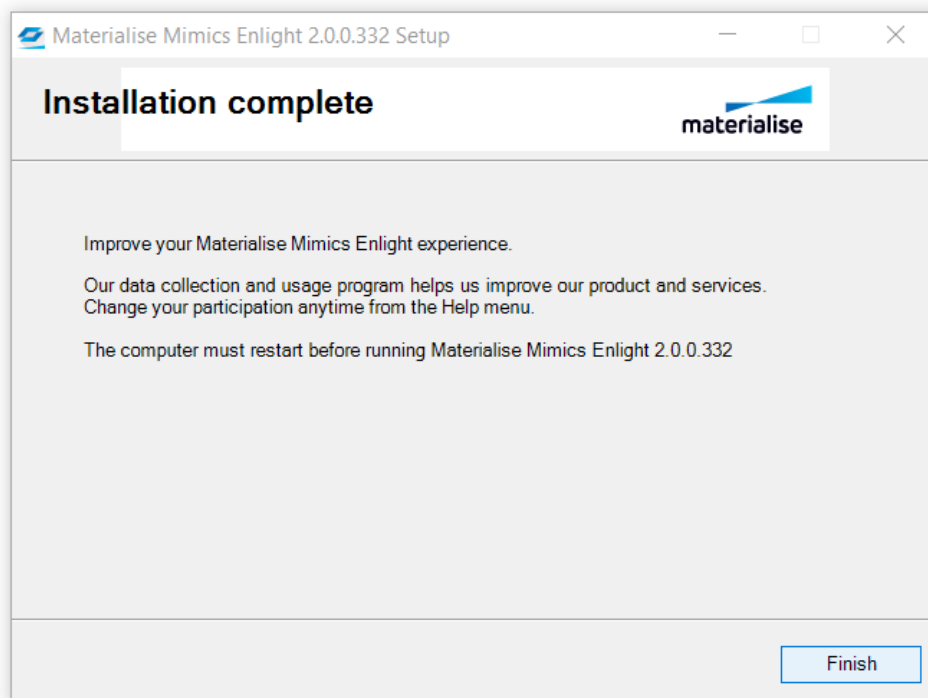 Materialise Mimics Enlight 2.0.0.332 Setup
Installation complete
materialise
Improve your Materialise Mimics Enlight experience.
Our data collection and usage program helps us improve our product and services.
Change your participation anytime from the Help menu.
The computer must restart before running Materialise Mimics Enlight 2.0.0.332
Finish